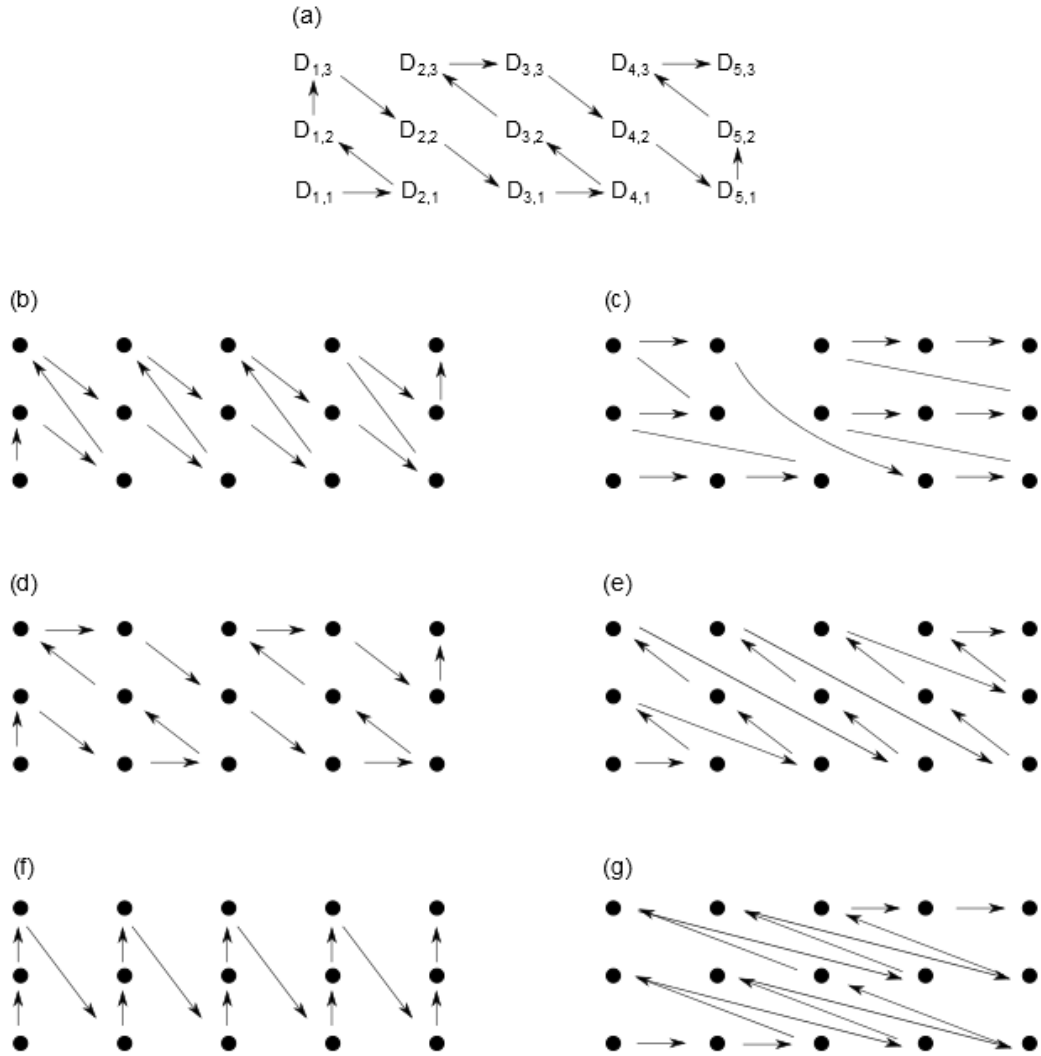 (a)
D1,3 D2,3 D3,3 D4,3 D5,3
D1,2 D2,2 D3,2 D4,2 D5,2
D1,1 D2,1 D3,1 D4,1 D5,1
(b) (c)
(d) (e)
(f) (g)